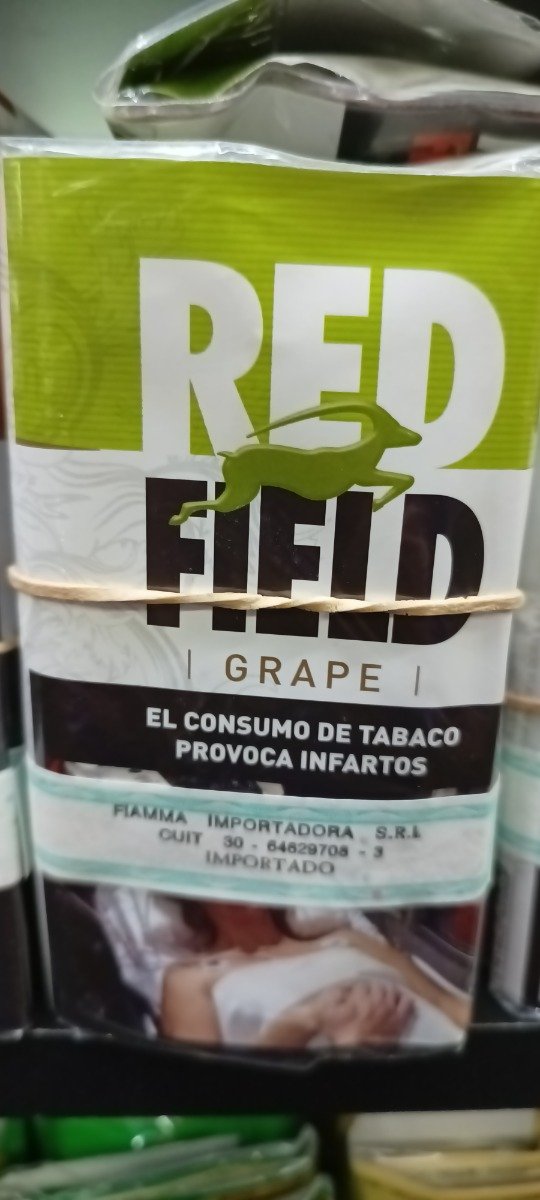 RED
FIELD
| GRAPE |
EL CONSUMO DE TABACO
PROVOCA INFARTOS
FIAMMA IMPORTADORA S.R.L
CUIT 30 - 64629708 - 3
IMPORTADO